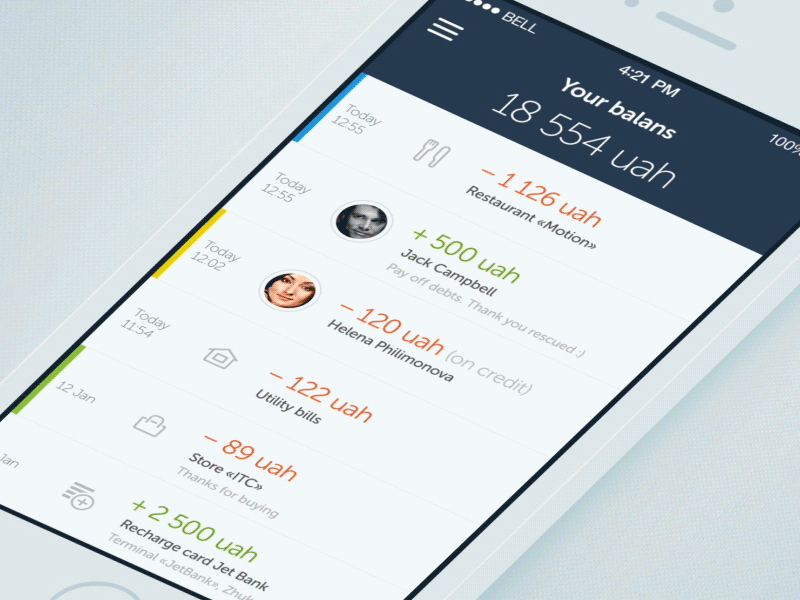 BELL
4:21 PM
100%
Your balans
18 554 uah
Today
12:55
– 1 126 uah
Restaurant «Motion»
Today
12:55
+ 500 uah
Jack Campbell
Pay off debts. Thank you rescued :)
Today
12:02
– 120 uah (on credit)
Helena Philimonova
Today
11:54
– 122 uah
Utility bills
12 Jan
– 89 uah
Store «ITC»
Thanks for buying
Jan
+ 2 500 uah
Recharge card Jet Bank
Terminal «JetBank», Zhuk